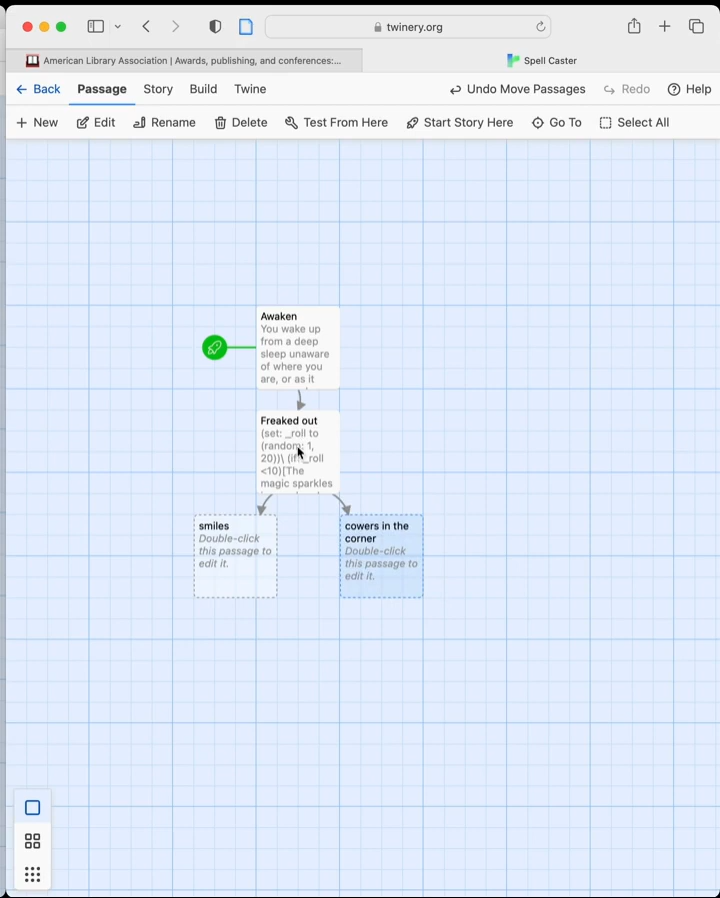 twinery.org
American Library Association | Awards, publishing, and conferences:...
Spell Caster
Back Passage Story Build Twine Undo Move Passages Redo Help
New Edit Rename Delete Test From Here Start Story Here Go To Select All
Awaken
You wake up
from a deep
sleep unaware
of where you
are, or as it
Freaked out
(set: _roll to
(random: 1,
20))\ (if: _roll
<10)[The
magic sparkles
smiles
Double-click
this passage to
edit it.
cowers in the
corner
Double-click
this passage to
edit it.